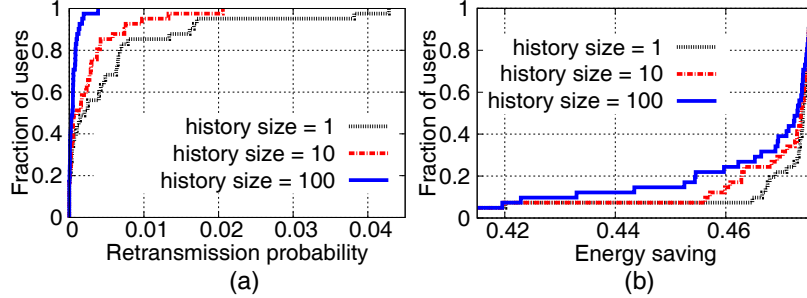 Fraction of users
1
0.8
0.6
0.4
0.2
0
history size = 1
history size = 10
history size = 100
0 0.01 0.02 0.03 0.04
Retransmission probability
(a)
Fraction of users
1
0.8
0.6
0.4
0.2
0
history size = 1
history size = 10
history size = 100
0.42 0.44 0.46
Energy saving
(b)